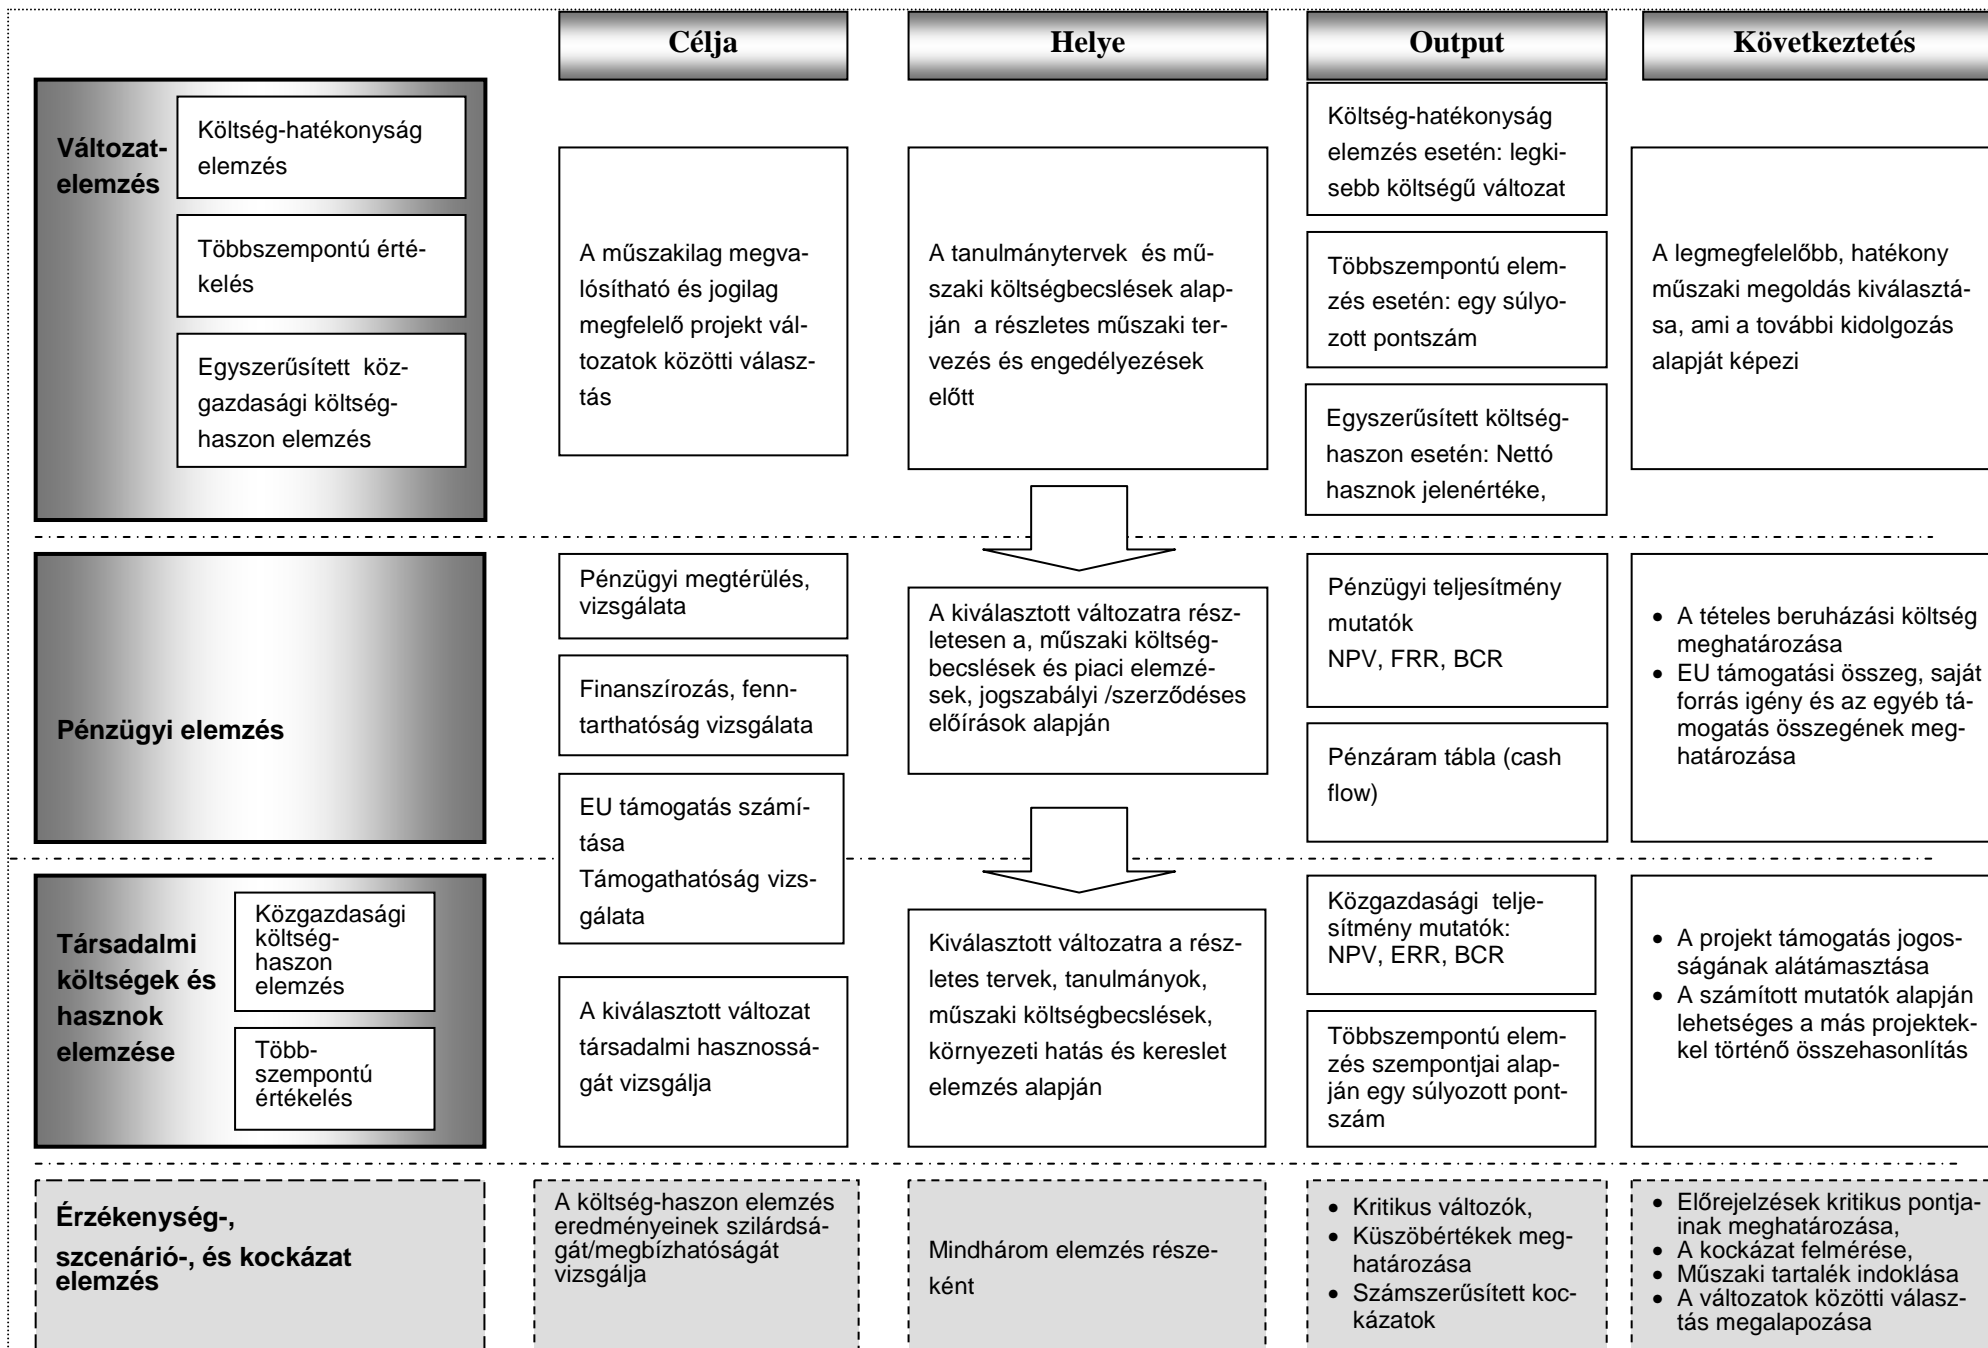 Célja
Helye
Output
Következtetés
Változat-
elemzés
Költség-hatékonyság
elemzés
Többszempontú érté-
kelés
Egyszerűsített köz-
gazdasági költség-
haszon elemzés
A műszakilag megva-
lósítható és jogilag
megfelelő projekt vál-
tozatok közötti válasz-
tás
A tanulmánytervek és mű-
szaki költségbecslések alap-
ján a részletes műszaki ter-
vezés és engedélyezések
előtt
Költség-hatékonyság
elemzés esetén: legki-
sebb költségű változat
Többszempontú elem-
zés esetén: egy súlyo-
zott pontszám
Egyszerűsített költség-
haszon esetén: Nettó
hasznok jelenértéke,
A legmegfelelőbb, hatékony
műszaki megoldás kiválasztá-
sa, ami a további kidolgozás
alapját képezi
Pénzügyi elemzés
Pénzügyi megtérülés,
vizsgálata
Finanszírozás, fenn-
tarthatóság vizsgálata
EU támogatás számí-
tása
Támogathatóság vizs-
gálata
A kiválasztott változatra rész-
letesen a, műszaki költség-
becslések és piaci elemzé-
sek, jogszabályi /szerződéses
előírások alapján
Pénzügyi teljesítmény
mutatók
NPV, FRR, BCR
Pénzáram tábla (cash
flow)
• A tételes beruházási költség
meghatározása
• EU támogatási összeg, saját
forrás igény és az egyéb tá-
mogatás összegének meg-
határozása
Társadalmi
költségek és
hasznok
elemzése
Közgazdasági
költség-
haszon
elemzés
Több-
szempontú
értékelés
A kiválasztott változat
társadalmi hasznossá-
gát vizsgálja
Kiválasztott változatra a rész-
letes tervek, tanulmányok,
műszaki költségbecslések,
környezeti hatás és kereslet
elemzés alapján
Közgazdasági telje-
sítmény mutatók:
NPV, ERR, BCR
Többszempontú elem-
zés szempontjai alap-
ján egy súlyozott pont-
szám
• A projekt támogatás jogos-
ságának alátámasztása
• A számított mutatók alapján
lehetséges a más projektek-
kel történő összehasonlítás
Érzékenység-,
szcenárió-, és kockázat
elemzés
A költség-haszon elemzés
eredményeinek szilárdsá-
gát/megbízhatóságát
vizsgálja
Mindhárom elemzés része-
ként
• Kritikus változók,
• Küszöbértékek meg-
határozása
• Számszerűsített koc-
kázatok
• Előrejelzések kritikus pontja-
inak meghatározása,
• A kockázat felmérése,
• Műszaki tartalék indoklása
• A változatok közötti válasz-
tás megalapozása